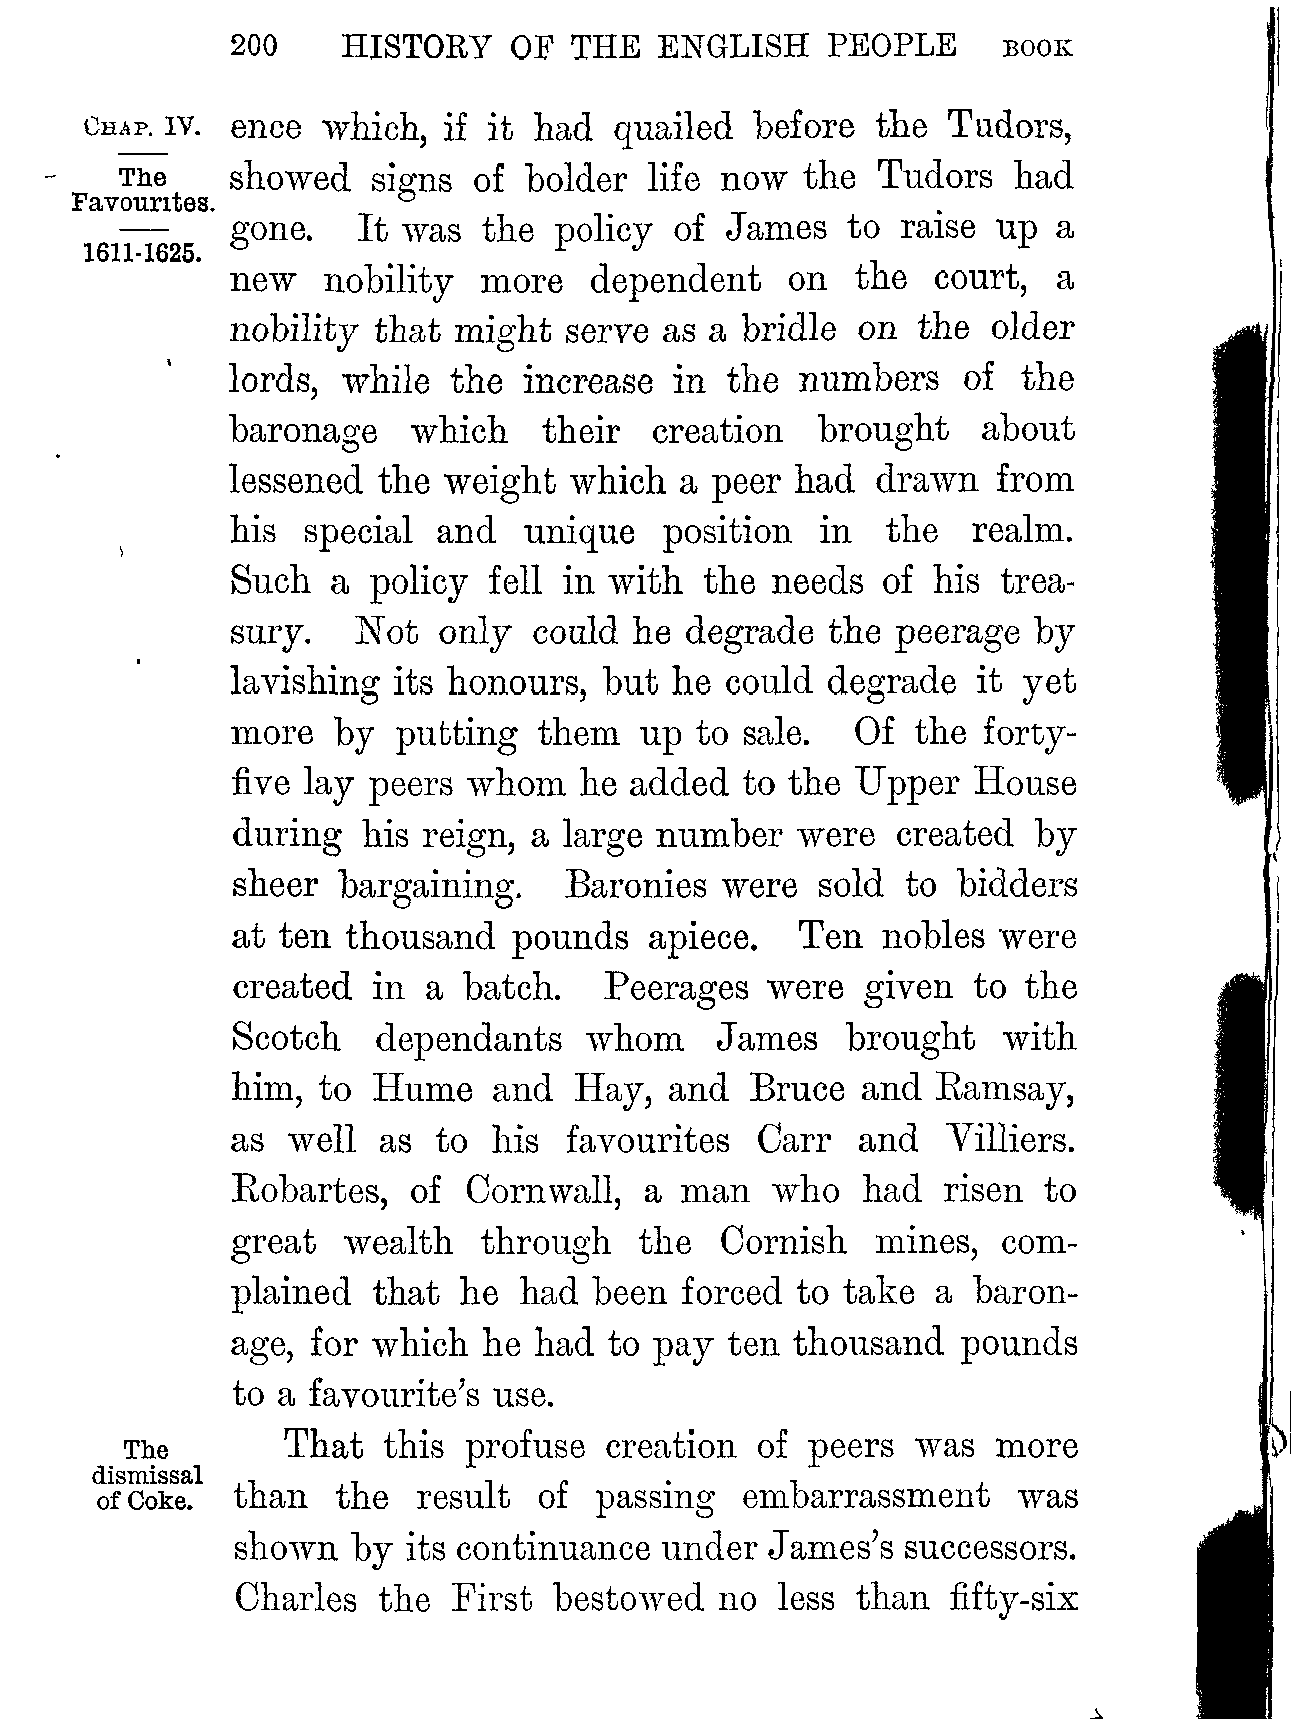 200 HISTORY OF THE ENGLISH PEOPLE BOOK
CHAP. IV.
The
Favourites.
1611-1625.
ence which, if it had quailed before the Tudors,
showed signs of bolder life now the Tudors had
gone. It was the policy of James to raise up a
new nobility more dependent on the court, a
nobility that might serve as a bridle on the older
lords, while the increase in the numbers of the
baronage which their creation brought about
lessened the weight which a peer had drawn from
his special and unique position in the realm.
Such a policy fell in with the needs of his trea-
sury. Not only could he degrade the peerage by
lavishing its honours, but he could degrade it yet
more by putting them up to sale. Of the forty-
five lay peers whom he added to the Upper House
during his reign, a large number were created by
sheer bargaining. Baronies were sold to bidders
at ten thousand pounds apiece. Ten nobles were
created in a batch. Peerages were given to the
Scotch dependants whom James brought with
him, to Hume and Hay, and Bruce and Ramsay,
as well as to his favourites Carr and Villiers.
Robartes, of Cornwall, a man who had risen to
great wealth through the Cornish mines, com-
plained that he had been forced to take a baron-
age, for which he had to pay ten thousand pounds
to a favourite's use.
The
dismissal
of Coke.
That this profuse creation of peers was more
than the result of passing embarrassment was
shown by its continuance under James's successors.
Charles the First bestowed no less than fifty-six